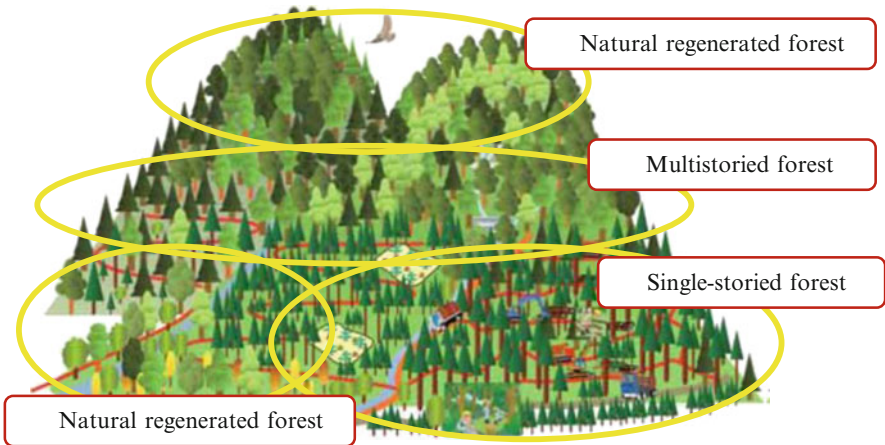 Natural regenerated forest
Multistoried forest
Single-storied forest
Natural regenerated forest